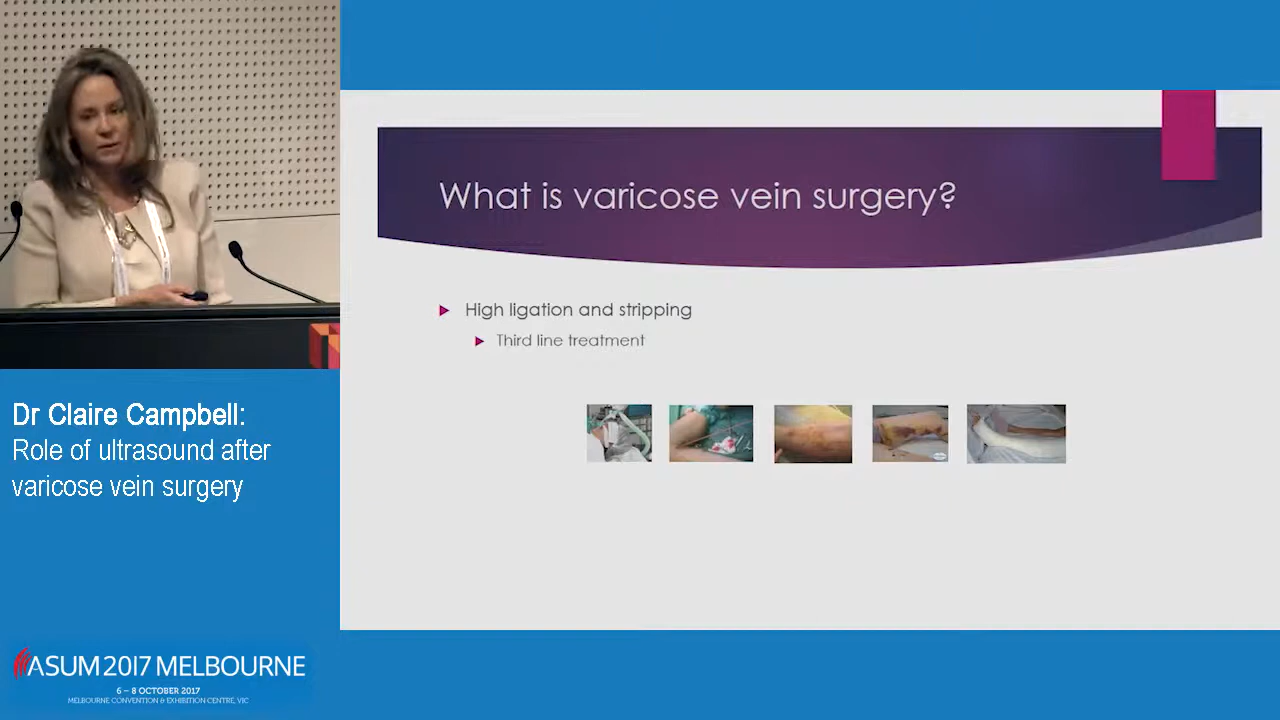 What is varicose vein surgery?
High ligation and stripping
Third line treatment
Dr Claire Campbell:
Role of ultrasound after
varicose vein surgery
ASUM 2017 MELBOURNE
6 – 8 OCTOBER 2017
MELBOURNE CONVENTION & EXHIBITION CENTRE, VIC